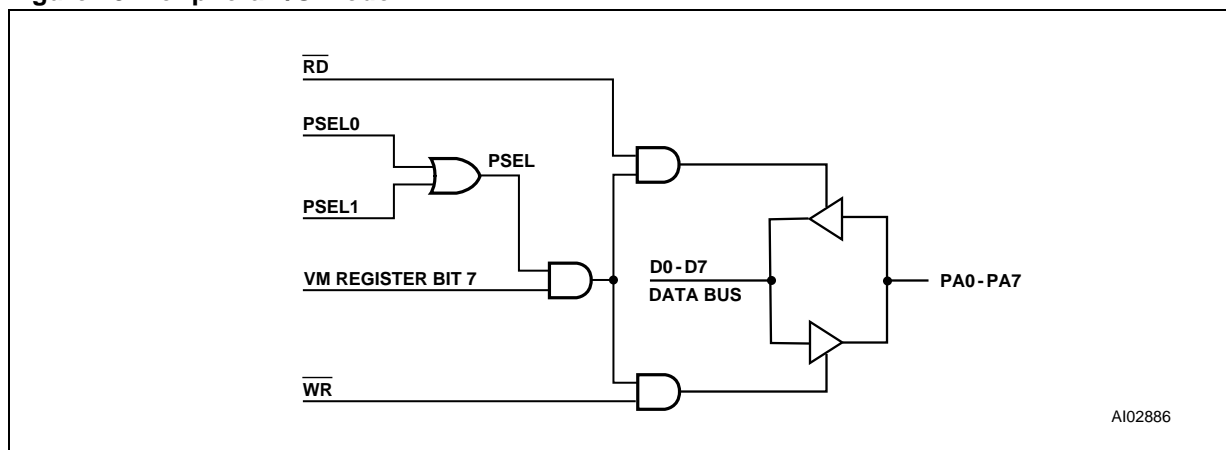 RD
PSEL0
PSEL
PSEL1
VM REGISTER BIT 7
D0-D7
DATA BUS
PA0-PA7
WR
AI02886